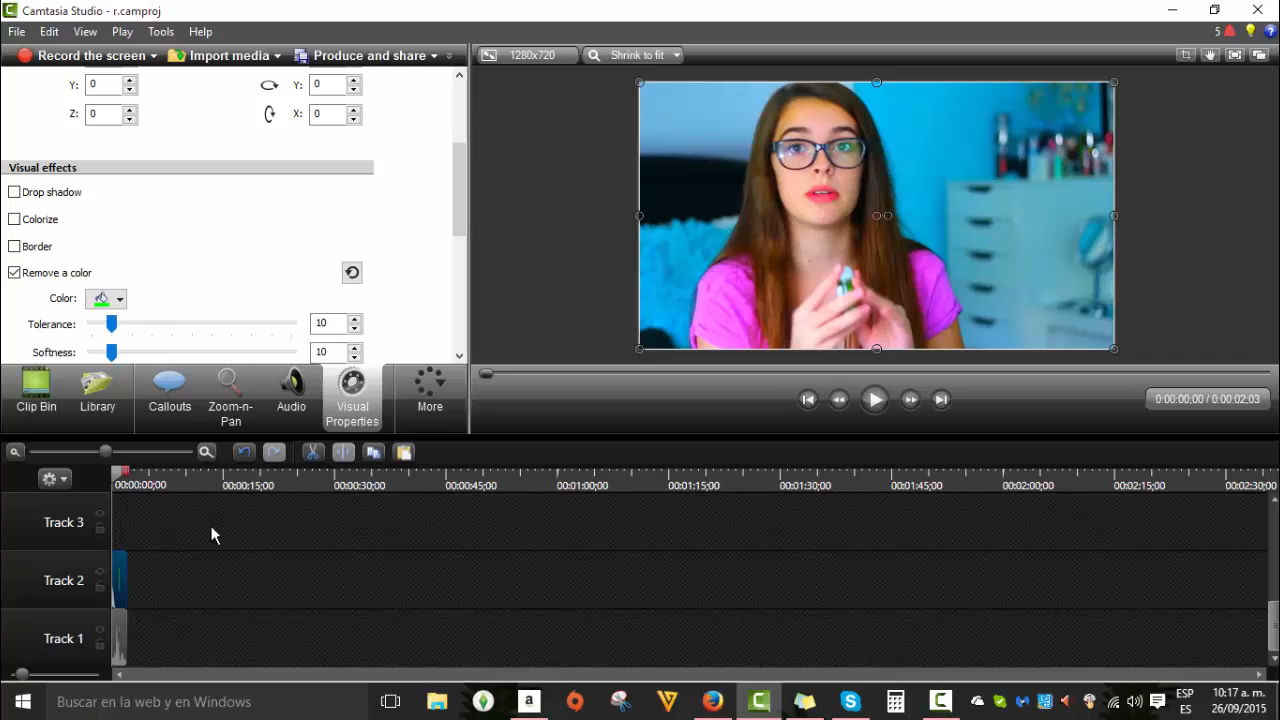 Camtasia Studio - r.camproj
File Edit View Play Tools Help
5
Record the screen Import media Produce and share
1280x720 Shrink to fit
Y: 0 Y: 0
Z: 0 X: 0
Visual effects
Drop shadow
Colorize
Border
Remove a color
Color:
Tolerance: 10
Softness: 10
Clip Bin Library Callouts Zoom-n-Pan Audio Visual Properties More
0:00:00;00 / 0:00:02;03
00:00:00;00 00:00:15;00 00:00:30;00 00:00:45;00 00:01:00;00 00:01:15;00 00:01:30;00 00:01:45;00 00:02:00;00 00:02:15;00 00:02:30;00
Track 3
Track 2
Track 1
Buscar en la web y en Windows
a
ESP
ES
10:17 a. m.
26/09/2015